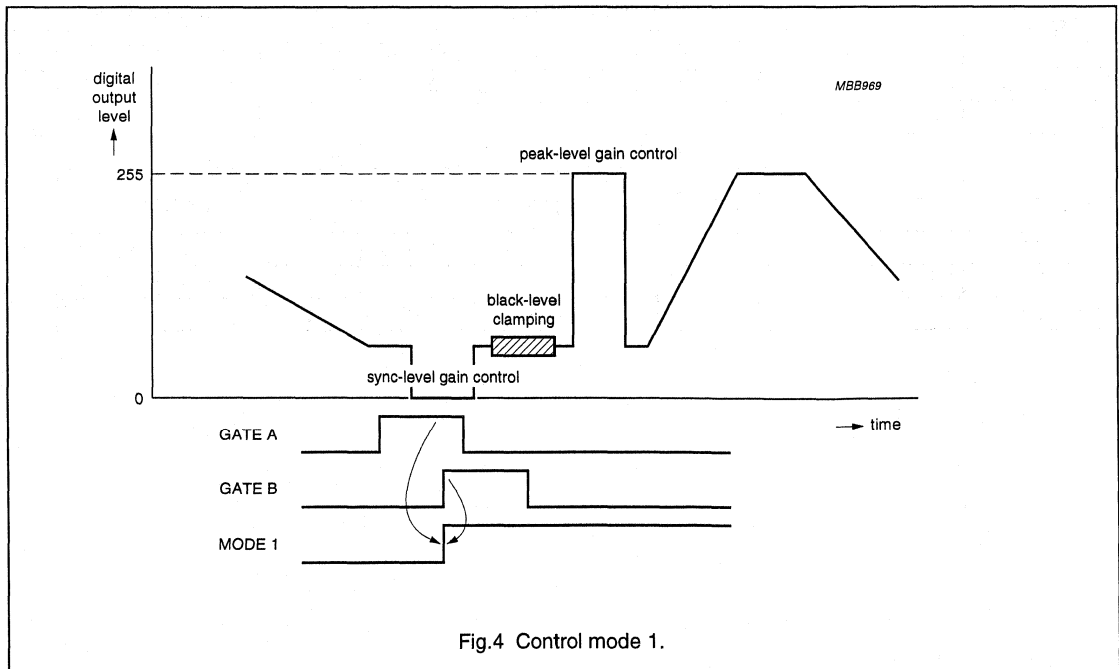 digital
output
level
MBB969
peak-level gain control
255
black-level
clamping
sync-level gain control
0
time
GATE A
GATE B
MODE 1
Fig.4 Control mode 1.